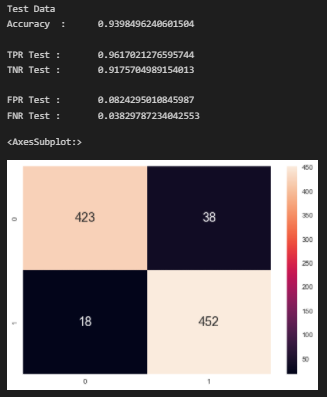 Test Data
Accuracy : 0.9398496240601504
TPR Test : 0.9617021276595744
TNR Test : 0.9175704989154013
FPR Test : 0.0824295010845987
FNR Test : 0.03829787234042553
<AxesSubplot:>
450
423 38
400
350
300
0
250
200
150
18 452
100
50
1
0 1